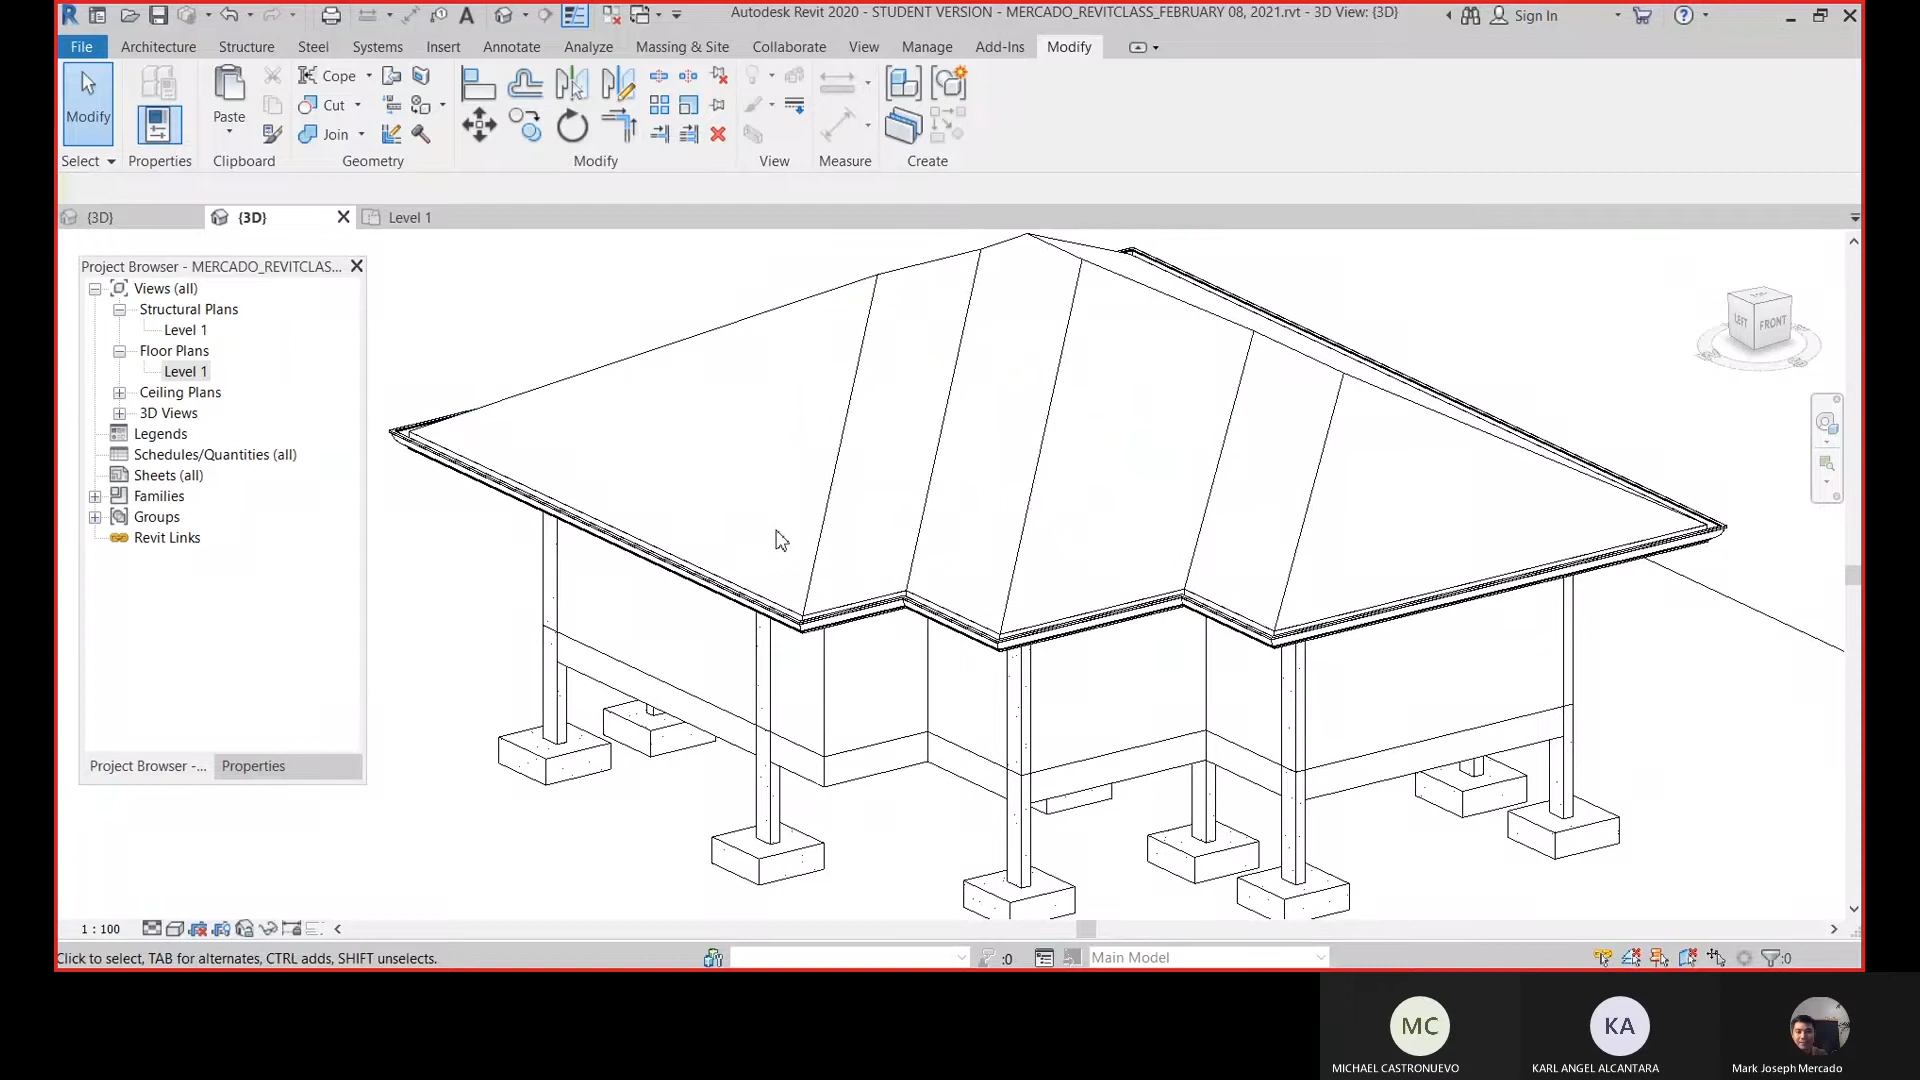 Autodesk Revit 2020 - STUDENT VERSION - MERCADO_REVITCLASS_FEBRUARY 08, 2021.rvt - 3D View: {3D}
Sign In
File Architecture Structure Steel Systems Insert Annotate Analyze Massing & Site Collaborate View Manage Add-Ins Modify
Modify
Paste
Cope
Cut
Join
Select Properties Clipboard Geometry Modify View Measure Create
{3D} {3D} Level 1
Project Browser - MERCADO_REVITCLAS...
Views (all)
Structural Plans
Level 1
Floor Plans
Level 1
Ceiling Plans
3D Views
Legends
Schedules/Quantities (all)
Sheets (all)
Families
Groups
Revit Links
Project Browser -... Properties
LEFT FRONT
1 : 100
Click to select, TAB for alternates, CTRL adds, SHIFT unselects.
:0
Main Model
:0
MC KA
MICHAEL CASTRONUEVO KARL ANGEL ALCANTARA Mark Joseph Mercado